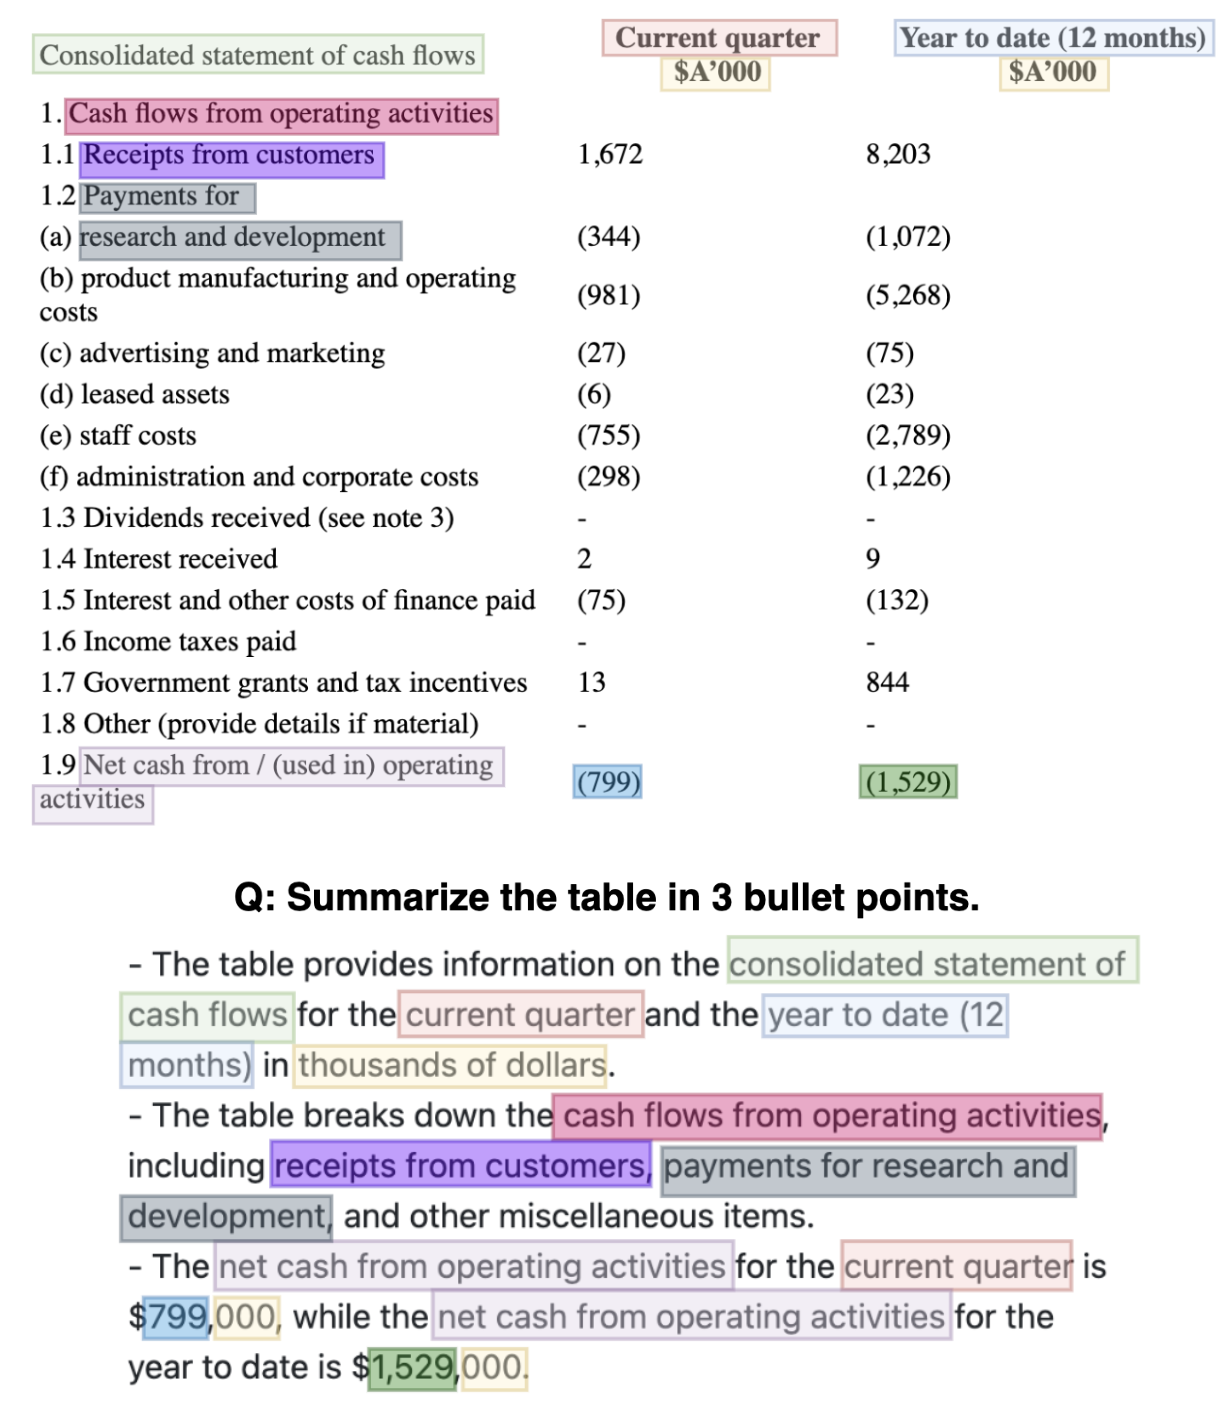 Consolidated statement of cash flows Current quarter Year to date (12 months)
$A’000 $A’000
1. Cash flows from operating activities
1.1 Receipts from customers 1,672 8,203
1.2 Payments for
(a) research and development (344) (1,072)
(b) product manufacturing and operating
costs (981) (5,268)
(c) advertising and marketing (27) (75)
(d) leased assets (6) (23)
(e) staff costs (755) (2,789)
(f) administration and corporate costs (298) (1,226)
1.3 Dividends received (see note 3) - -
1.4 Interest received 2 9
1.5 Interest and other costs of finance paid (75) (132)
1.6 Income taxes paid - -
1.7 Government grants and tax incentives 13 844
1.8 Other (provide details if material) - -
1.9 Net cash from / (used in) operating
activities (799) (1,529)
Q: Summarize the table in 3 bullet points.
- The table provides information on the consolidated statement of
cash flows for the current quarter and the year to date (12
months) in thousands of dollars.
- The table breaks down the cash flows from operating activities,
including receipts from customers, payments for research and
development, and other miscellaneous items.
- The net cash from operating activities for the current quarter is
$799,000, while the net cash from operating activities for the
year to date is $1,529,000.